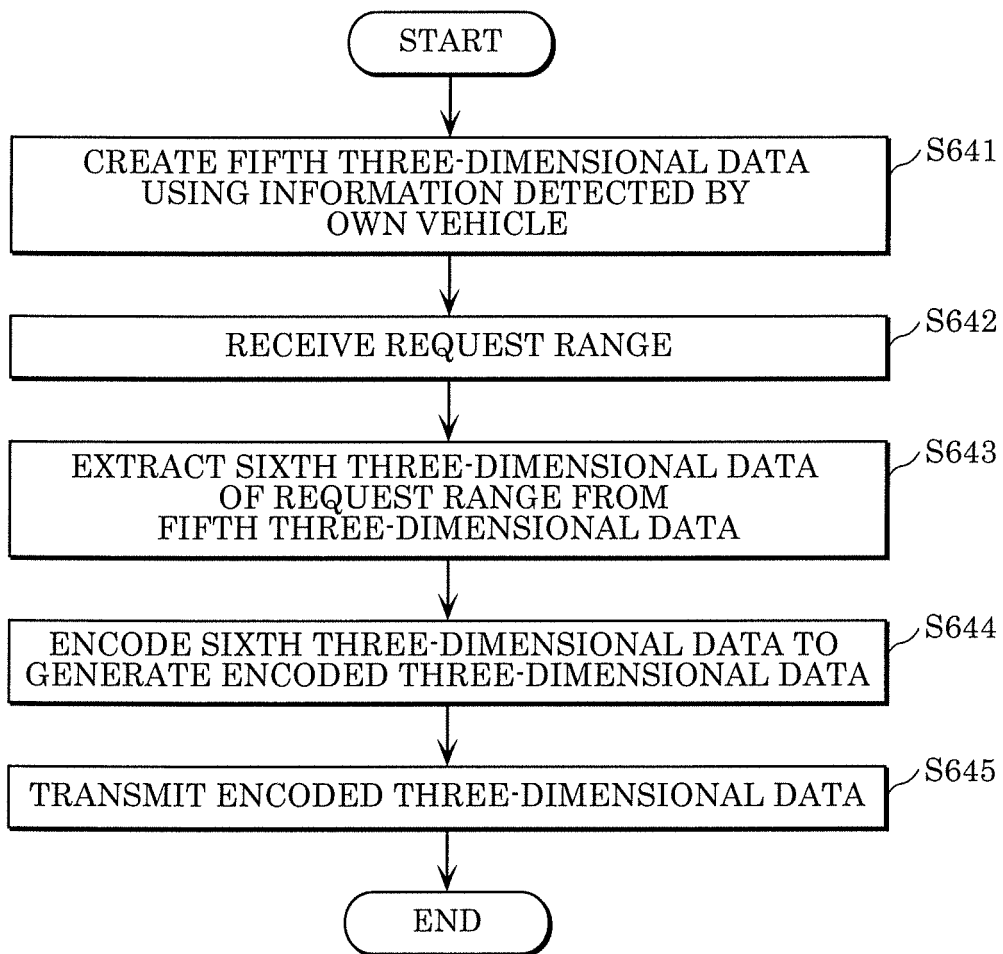 START
CREATE FIFTH THREE-DIMENSIONAL DATA
USING INFORMATION DETECTED BY
OWN VEHICLE
S641
RECEIVE REQUEST RANGE
S642
EXTRACT SIXTH THREE-DIMENSIONAL DATA
OF REQUEST RANGE FROM
FIFTH THREE-DIMENSIONAL DATA
S643
ENCODE SIXTH THREE-DIMENSIONAL DATA TO
GENERATE ENCODED THREE-DIMENSIONAL DATA
S644
TRANSMIT ENCODED THREE-DIMENSIONAL DATA
S645
END